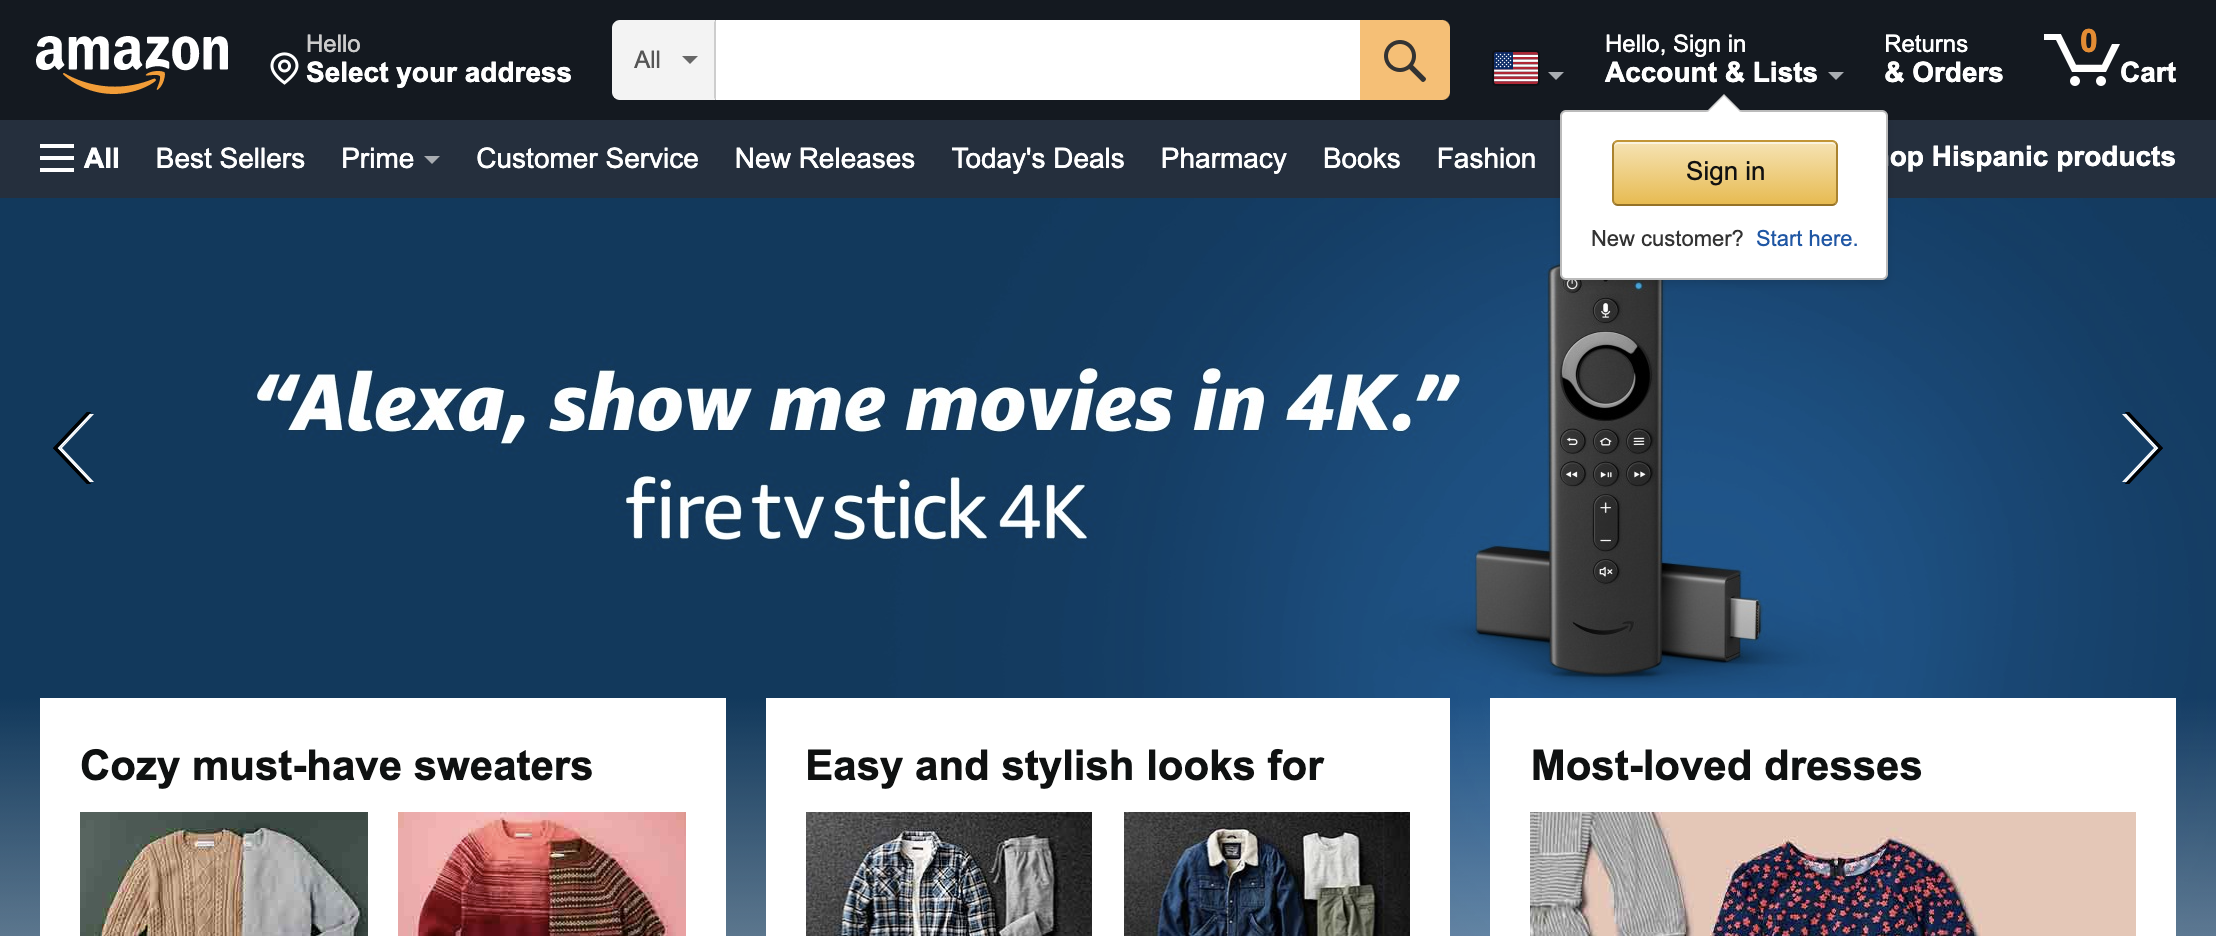 amazon
Hello
Select your address
All
Hello, Sign in
Account & Lists
Returns
& Orders
0
Cart
All
Best Sellers
Prime
Customer Service
New Releases
Today's Deals
Pharmacy
Books
Fashion
op Hispanic products
Sign in
New customer? Start here.
“Alexa, show me movies in 4K.”
fire tv stick 4K
Cozy must-have sweaters
Easy and stylish looks for
Most-loved dresses